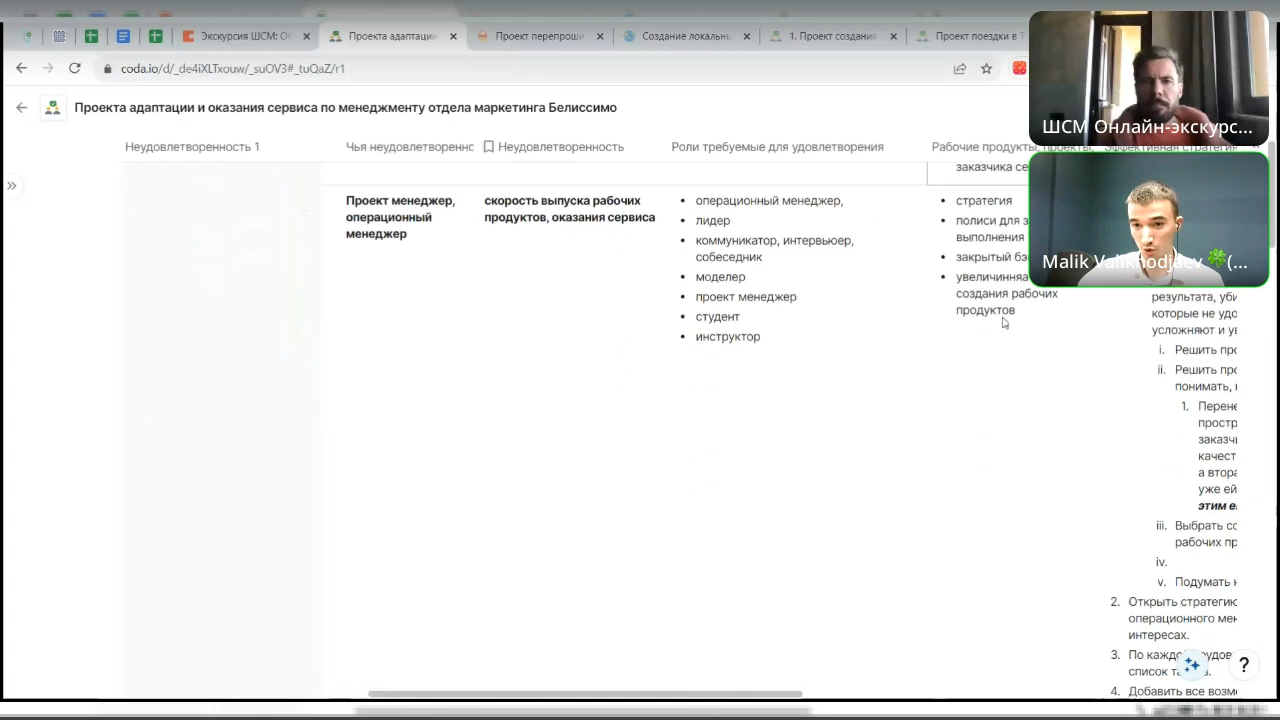 Экскурсия ШСМ: О
Проекта адаптации
Проект перепрош
Создание локальн
1. Проект создания
Проект поездки в Т
coda.io/d/_de4iXLTxouw/_suOV3#_tuQaZ/r1
Проекта адаптации и оказания сервиса по менеджменту отдела маркетинга Белиссимо
ШСМ Онлайн-экскурс...
Неудовлетворенность 1
Чья неудовлетвореннс
Неудовлетворенность
Роли требуемые для удовлетворения
Рабочие продукты, проекты,
Эффективная стратегия
заказчика се
Проект менеджер,
операционный
менеджер
скорость выпуска рабочих
продуктов, оказания сервиса
• операционный менеджер,
• лидер
• коммуникатор, интервьюер,
собеседник
• моделер
• проект менеджер
• студент
• инструктор
• стратегия
• полиси для з
выполнения
• закрытый бэ
• увеличинняа
создания рабочих
продуктов
Malik Valikhodjaev 🍀(...
результата, уби
которые не удо
усложняют и ув
i. Решить про
ii. Решить про
понимать, н
1. Перене
простр
заказчи
качест
а втора
уже ей
этим е
iii. Выбрать со
рабочих пр
iv.
v. Подумать н
2. Открыть стратегию
операционного мен
интересах.
3. По каждо
удов
список та
4. Добавить все возмо
?